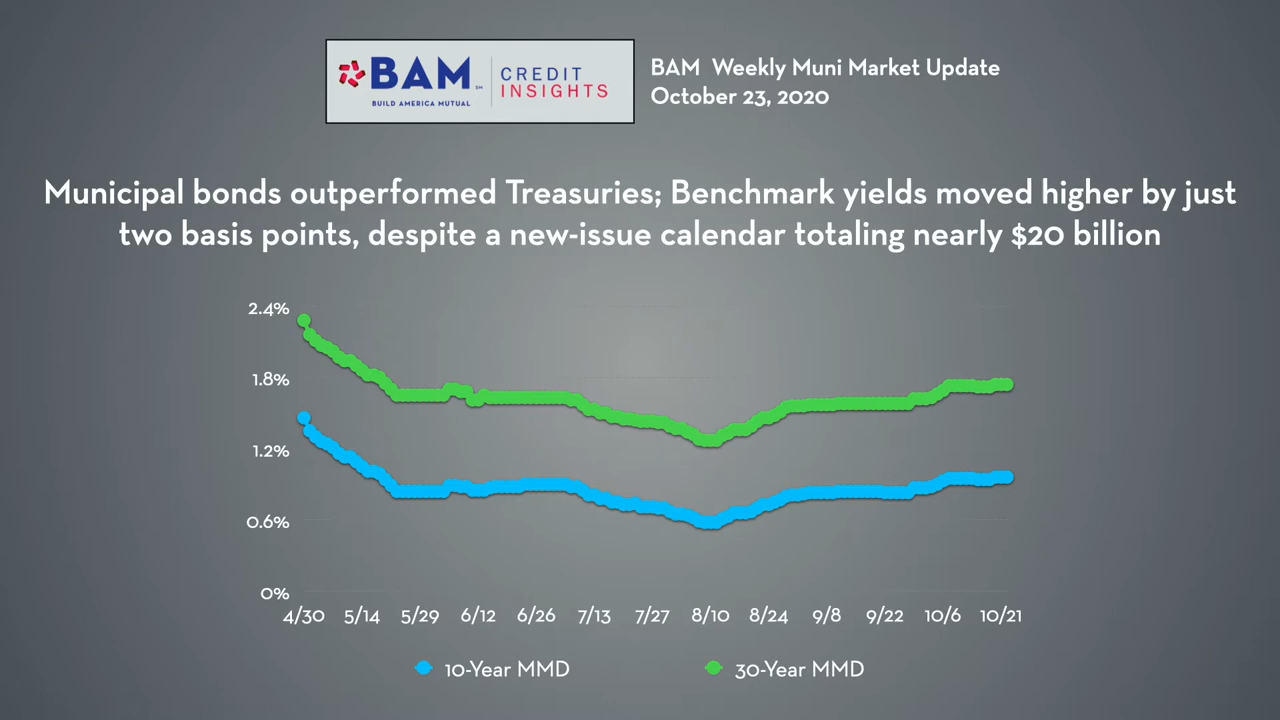 BAM SM
BUILD AMERICA MUTUAL
CREDIT
INSIGHTS
BAM Weekly Muni Market Update
October 23, 2020
Municipal bonds outperformed Treasuries; Benchmark yields moved higher by just
two basis points, despite a new-issue calendar totaling nearly $20 billion
2.4%
1.8%
1.2%
0.6%
0%
4/30 5/14 5/29 6/12 6/26 7/13 7/27 8/10 8/24 9/8 9/22 10/6 10/21
10-Year MMD 30-Year MMD